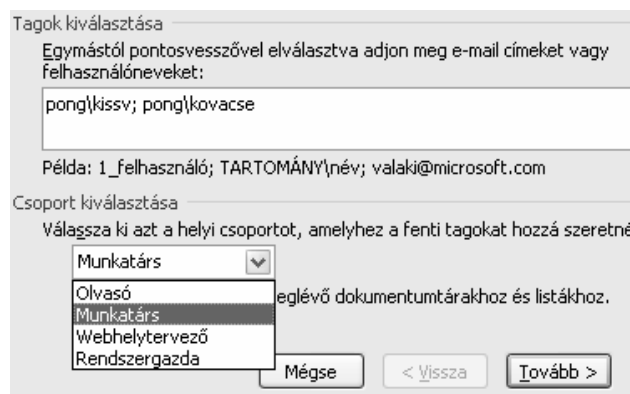 Tagok kiválasztása
Egymástól pontosvesszővel elválasztva adjon meg e-mail címeket vagy
felhasználóneveket:
pong\kissv; pong\kovacse
Példa: 1_felhasználó; TARTOMÁNY\név; valaki@microsoft.com
Csoport kiválasztása
Válassza ki azt a helyi csoportot, amelyhez a fenti tagokat hozzá szeretné
Munkatárs
Olvasó
eglévő dokumentumtárakhoz és listákhoz.
Munkatárs
Webhelytervező
Rendszergazda
Mégse
< Vissza
Tovább >